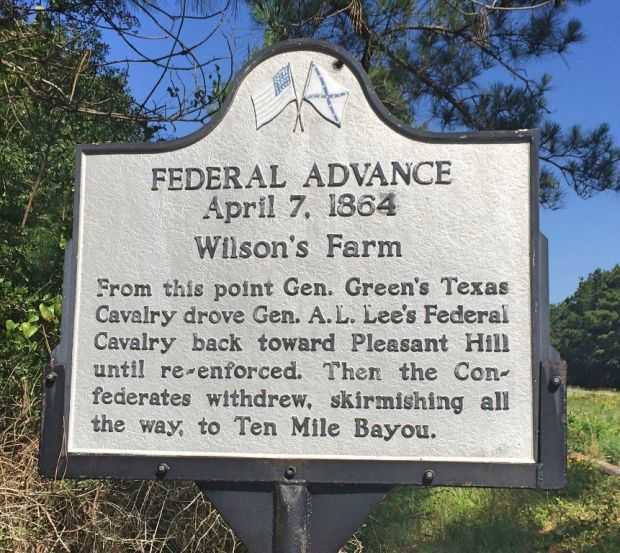 FEDERAL ADVANCE
April 7, 1864
Wilson's Farm
From this point Gen. Green's Texas
Cavalry drove Gen. A.L. Lee's Federal
Cavalry back toward Pleasant Hill
until re-enforced. Then the Con-
federates withdrew, skirmishing all
the way, to Ten Mile Bayou.